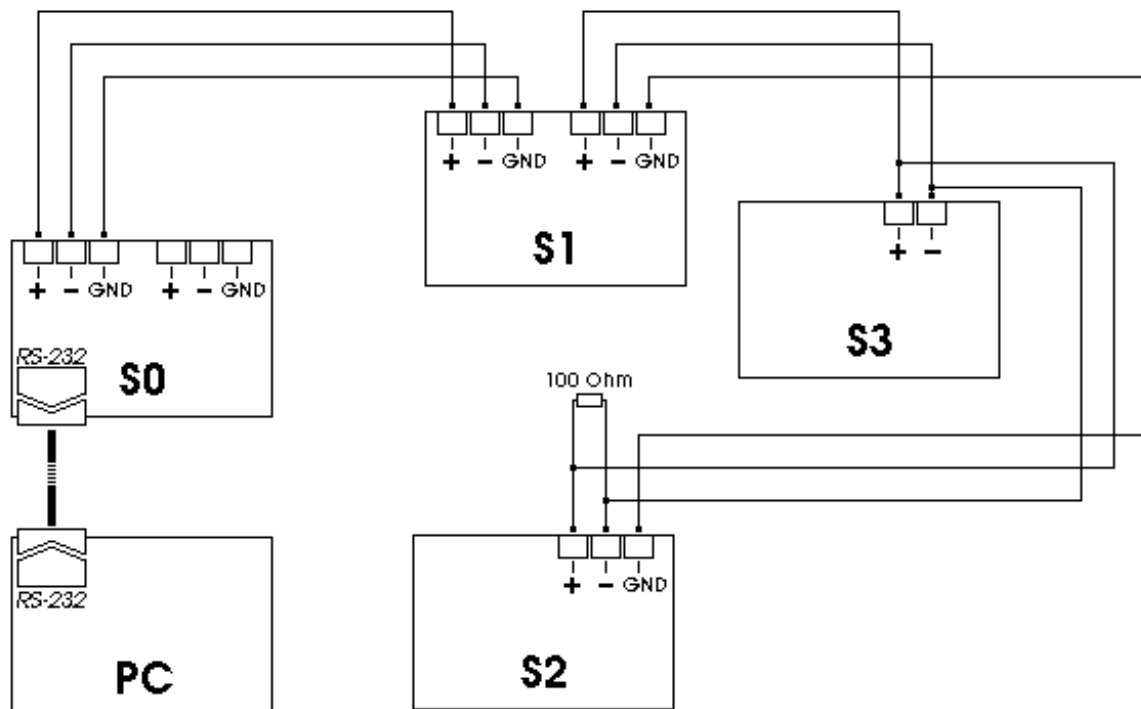 + – GND + – GND
S1
+ –
S3
+ – GND + – GND
RS-232
S0
100 Ohm
+ – GND
S2
RS-232
PC